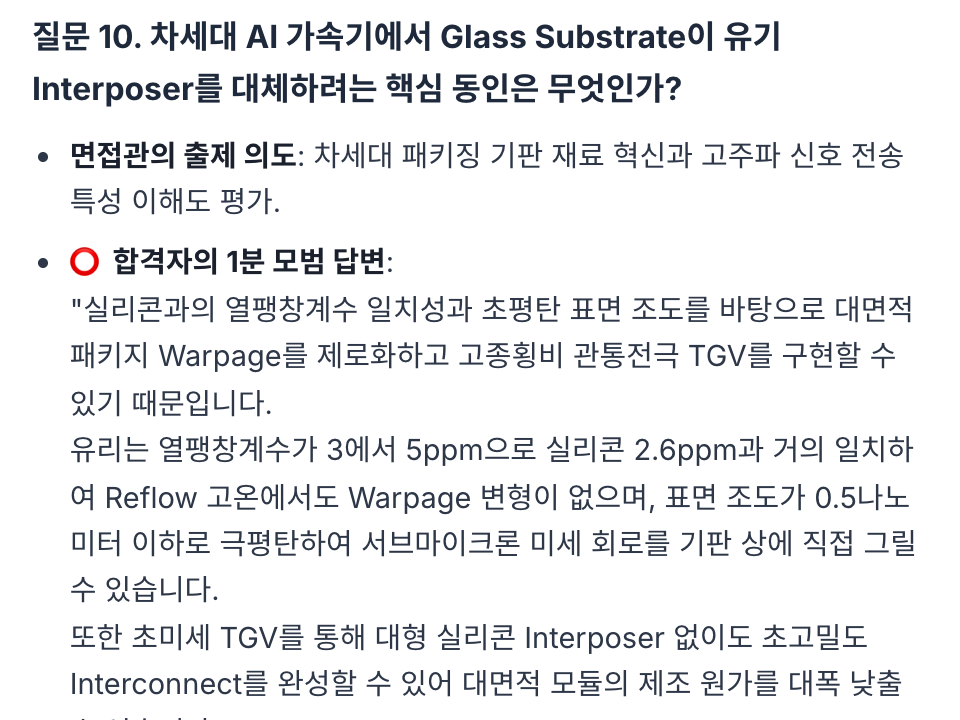 질문 10. 차세대 AI 가속기에서 Glass Substrate이 유기
Interposer를 대체하려는 핵심 동인은 무엇인가?
• 면접관의 출제 의도: 차세대 패키징 기판 재료 혁신과 고주파 신호 전송
특성 이해도 평가.
• ⭕ 합격자의 1분 모범 답변:
"실리콘과의 열팽창계수 일치성과 초평탄 표면 조도를 바탕으로 대면적
패키지 Warpage를 제로화하고 고종횡비 관통전극 TGV를 구현할 수
있기 때문입니다.
유리는 열팽창계수가 3에서 5ppm으로 실리콘 2.6ppm과 거의 일치하
여 Reflow 고온에서도 Warpage 변형이 없으며, 표면 조도가 0.5나노
미터 이하로 극평탄하여 서브마이크론 미세 회로를 기판 상에 직접 그릴
수 있습니다.
또한 초미세 TGV를 통해 대형 실리콘 Interposer 없이도 초고밀도
Interconnect를 완성할 수 있어 대면적 모듈의 제조 원가를 대폭 낮출